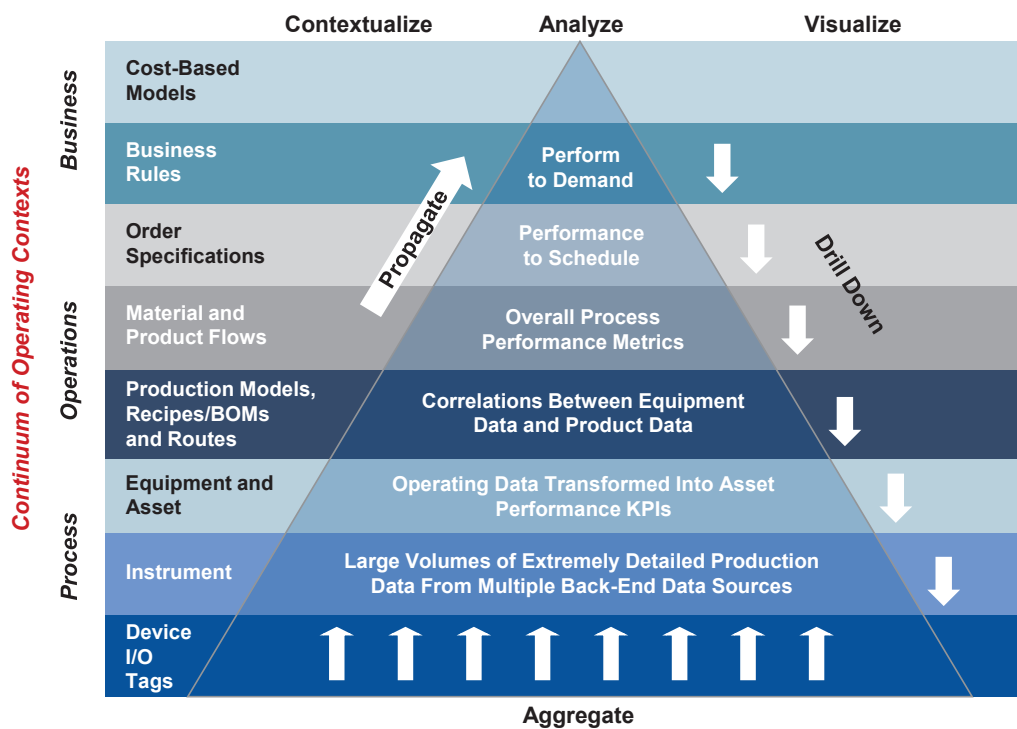 Contextualize
Analyze
Visualize
Continuum of Operating Contexts
Business
Operations
Process
Cost-Based
Models
Business
Rules
Perform
to Demand
Order
Specifications
Performance
to Schedule
Propagate
Drill Down
Material and
Product Flows
Overall Process
Performance Metrics
Production Models,
Recipes/BOMs
and Routes
Correlations Between Equipment
Data and Product Data
Equipment and
Asset
Operating Data Transformed Into Asset
Performance KPIs
Instrument
Large Volumes of Extremely Detailed Production
Data From Multiple Back-End Data Sources
Device
I/O
Tags
Aggregate